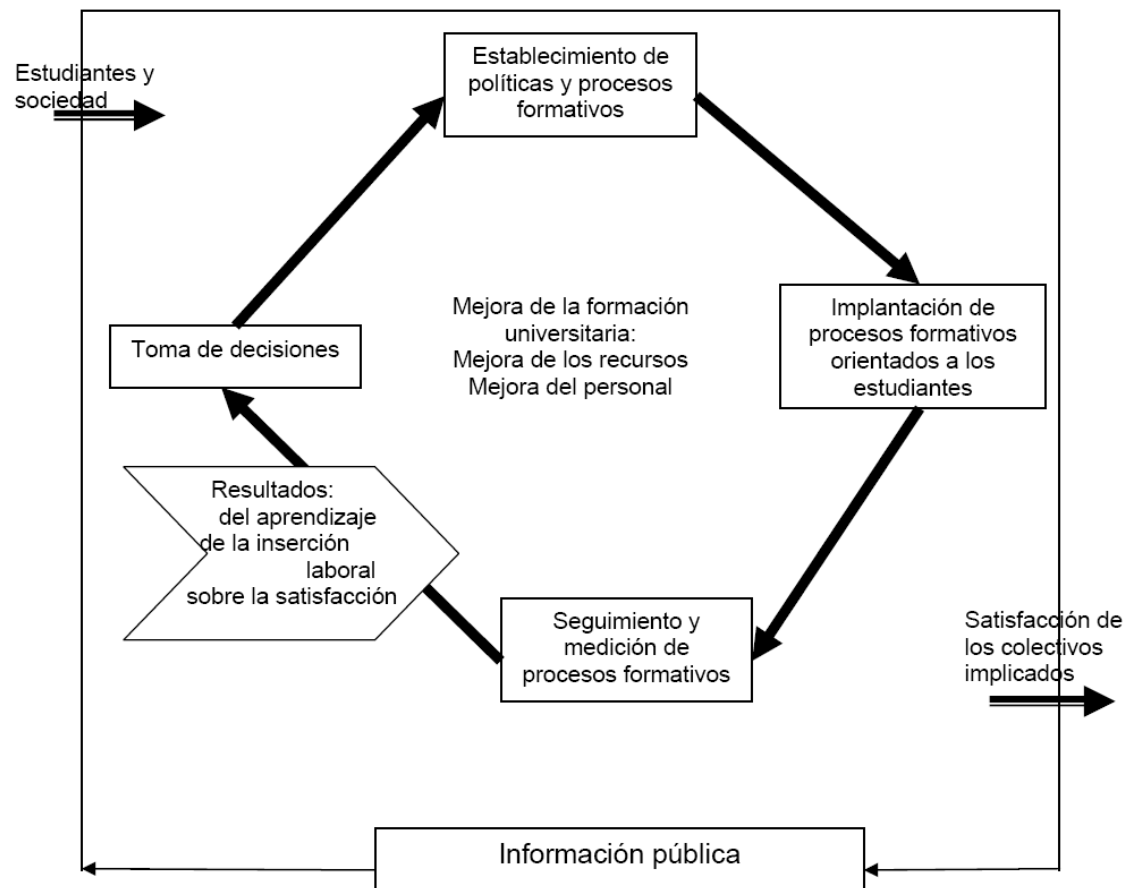 Establecimiento de
políticas y procesos
formativos
Estudiantes y
sociedad
Mejora de la formación
universitaria:
Mejora de los recursos
Mejora del personal
Implantación de
procesos formativos
orientados a los
estudiantes
Toma de decisiones
Resultados:
del aprendizaje
de la inserción
laboral
sobre la satisfacción
Seguimiento y
medición de
procesos formativos
Satisfacción de
los colectivos
implicados
Información pública